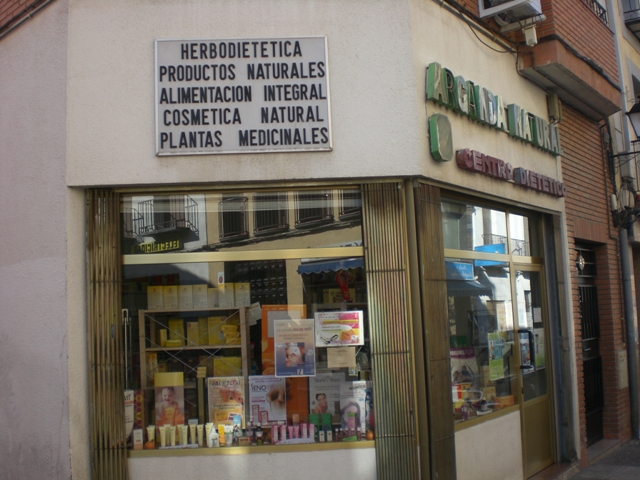 HERBODIETETICA
PRODUCTOS NATURALES
ALIMENTACION INTEGRAL
COSMETICA NATURAL
PLANTAS MEDICINALES
ARGANDA NATURAL
CENTRO DIETETICO